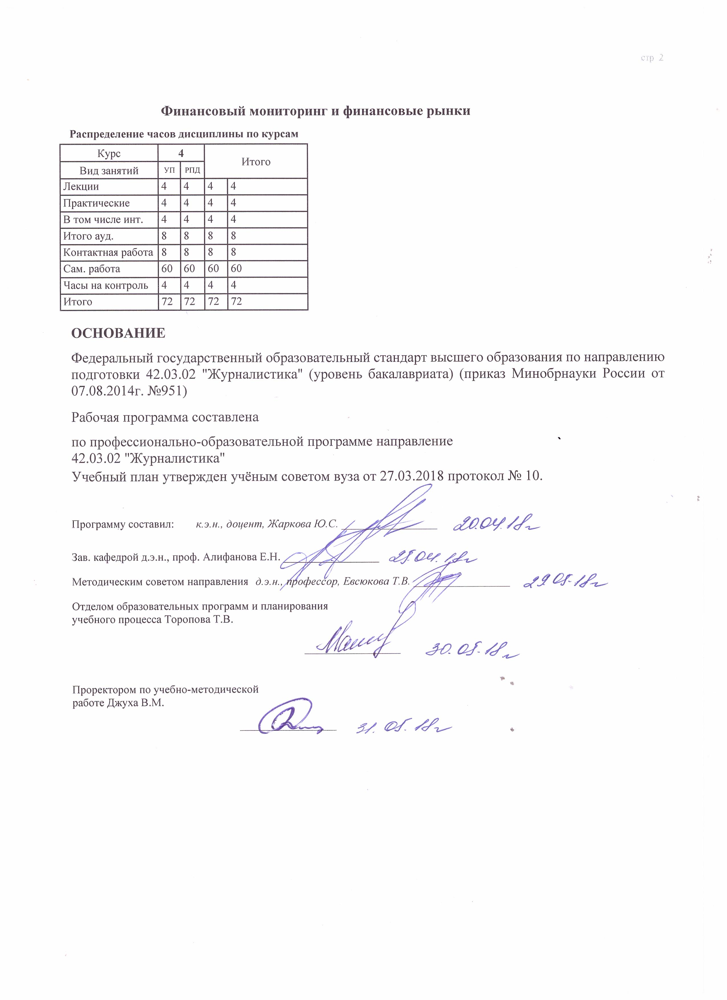 стр 2
Финансовый мониторинг и финансовые рынки
Распределение часов дисциплины по курсам
Курс 4 Итого
Вид занятий УП РПД
Лекции 4 4 4 4
Практические 4 4 4 4
В том числе инт. 4 4 4 4
Итого ауд. 8 8 8 8
Контактная работа 8 8 8 8
Сам. работа 60 60 60 60
Часы на контроль 4 4 4 4
Итого 72 72 72 72
ОСНОВАНИЕ
Федеральный государственный образовательный стандарт высшего образования по направлению
подготовки 42.03.02 "Журналистика" (уровень бакалавриата) (приказ Минобрнауки России от
07.08.2014г. №951)
Рабочая программа составлена
по профессионально-образовательной программе направление
42.03.02 "Журналистика"
Учебный план утвержден учёным советом вуза от 27.03.2018 протокол № 10.
Программу составил: к.э.н., доцент, Жаркова Ю.С. 20.04.18г
Зав. кафедрой д.э.н., проф. Алифанова Е.Н. 25.04.18г
Методическим советом направления д.э.н., профессор, Евсюкова Т.В. 29.05.18г
Отделом образовательных программ и планирования
учебного процесса Торопова Т.В.
30.05.18г
Проректором по учебно-методической
работе Джуха В.М.
31.05.18г